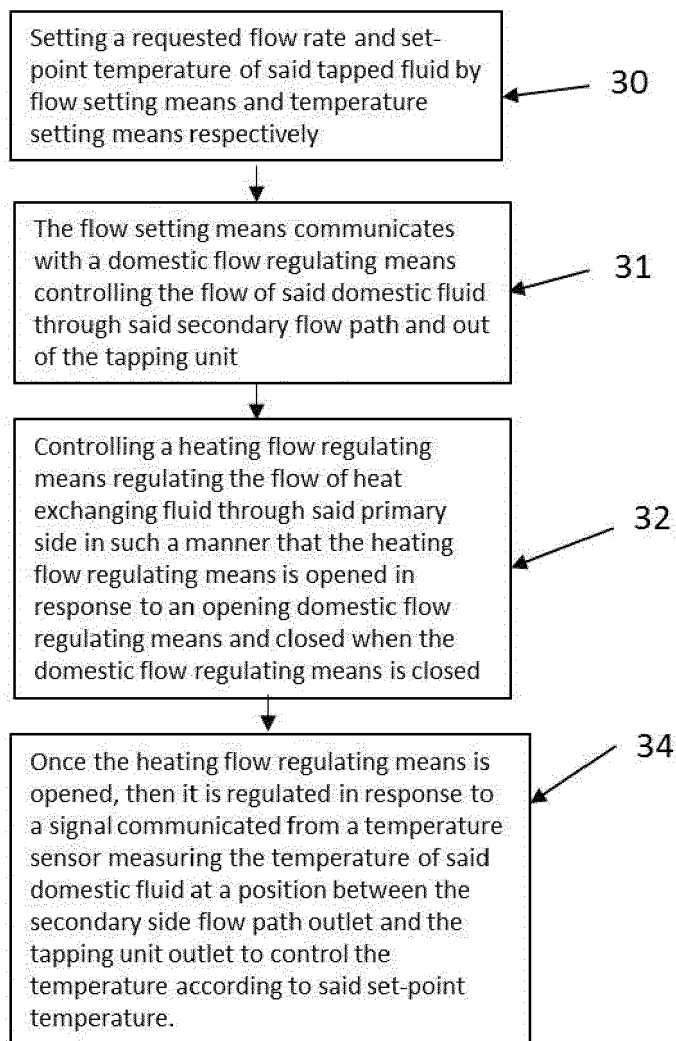 Setting a requested flow rate and set-
point temperature of said tapped fluid by
flow setting means and temperature
setting means respectively
30
The flow setting means communicates
with a domestic flow regulating means
controlling the flow of said domestic fluid
through said secondary flow path and out
of the tapping unit
31
Controlling a heating flow regulating
means regulating the flow of heat
exchanging fluid through said primary
side in such a manner that the heating
flow regulating means is opened in
response to an opening domestic flow
regulating means and closed when the
domestic flow regulating means is closed
32
Once the heating flow regulating means is
opened, then it is regulated in response to
a signal communicated from a temperature
sensor measuring the temperature of said
domestic fluid at a position between the
secondary side flow path outlet and the
tapping unit outlet to control the
temperature according to said set-point
temperature.
34